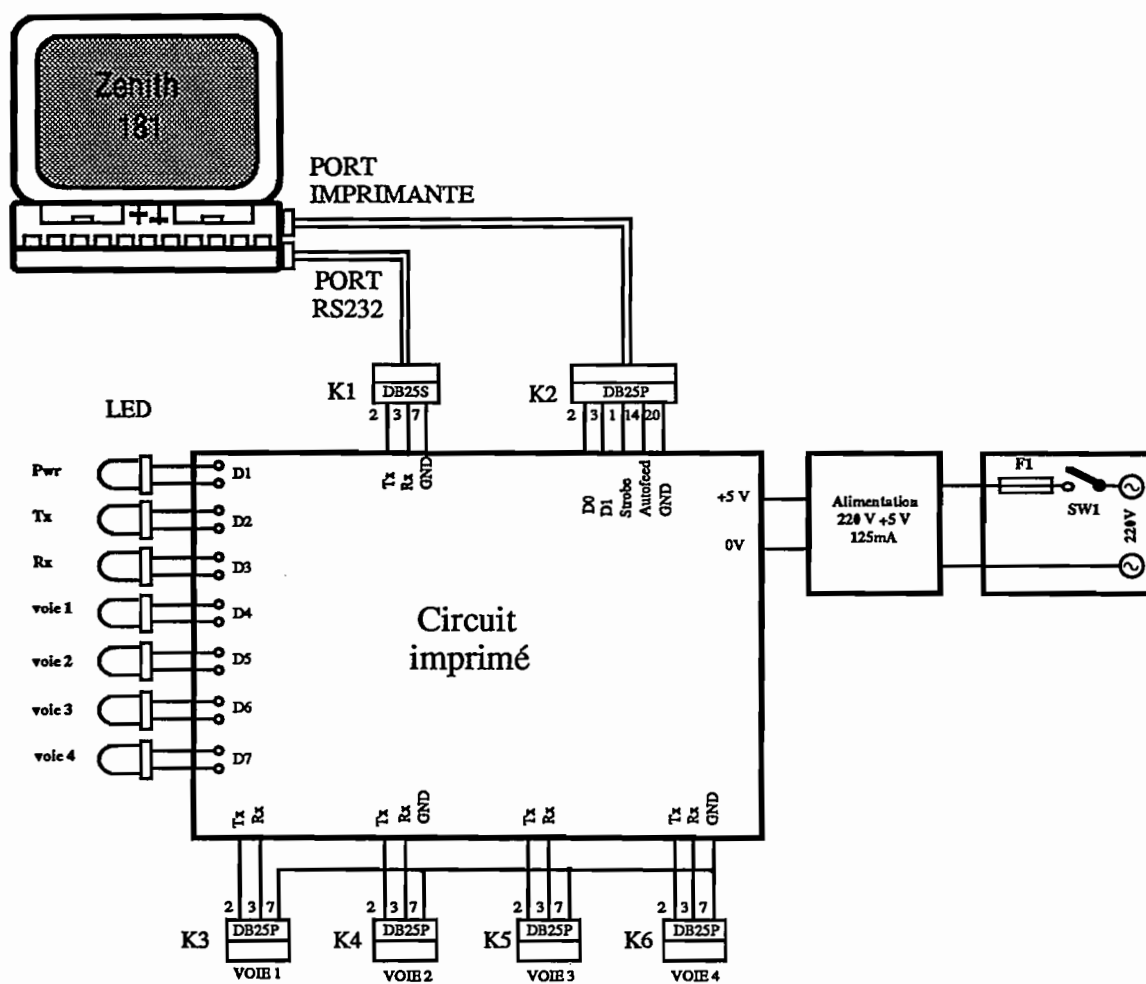 Zenith
181
PORT
IMPRIMANTE
PORT
RS232
K1
DB25S
2 3 7
K2
DB25P
2 3 1 14 20
LED
Tx
Rx
GND
D0
D1
Strobe
Autofeed
GND
Pwr
D1
Tx
D2
Rx
D3
voie 1
D4
voie 2
D5
voie 3
D6
voie 4
D7
Circuit
imprimé
+5 V
0V
Alimentation
220 V +5 V
125mA
F1
SW1
220V
Tx
Rx
Tx
Rx
GND
Tx
Rx
Tx
Rx
GND
2 3 7
2 3 7
2 3 7
2 3 7
K3
DB25P
VOIE 1
K4
DB25P
VOIE 2
K5
DB25P
VOIE 3
K6
DB25P
VOIE 4